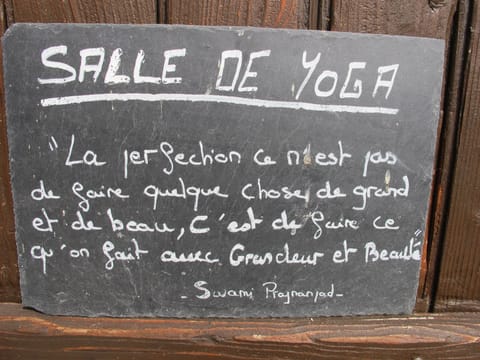 SALLE DE YOGA
"La perfection ce n'est pas
de faire quelque chose de grand
et de beau, c'est de faire ce
qu'on fait avec Grandeur et Beauté"
- Swami Prajnanpad -